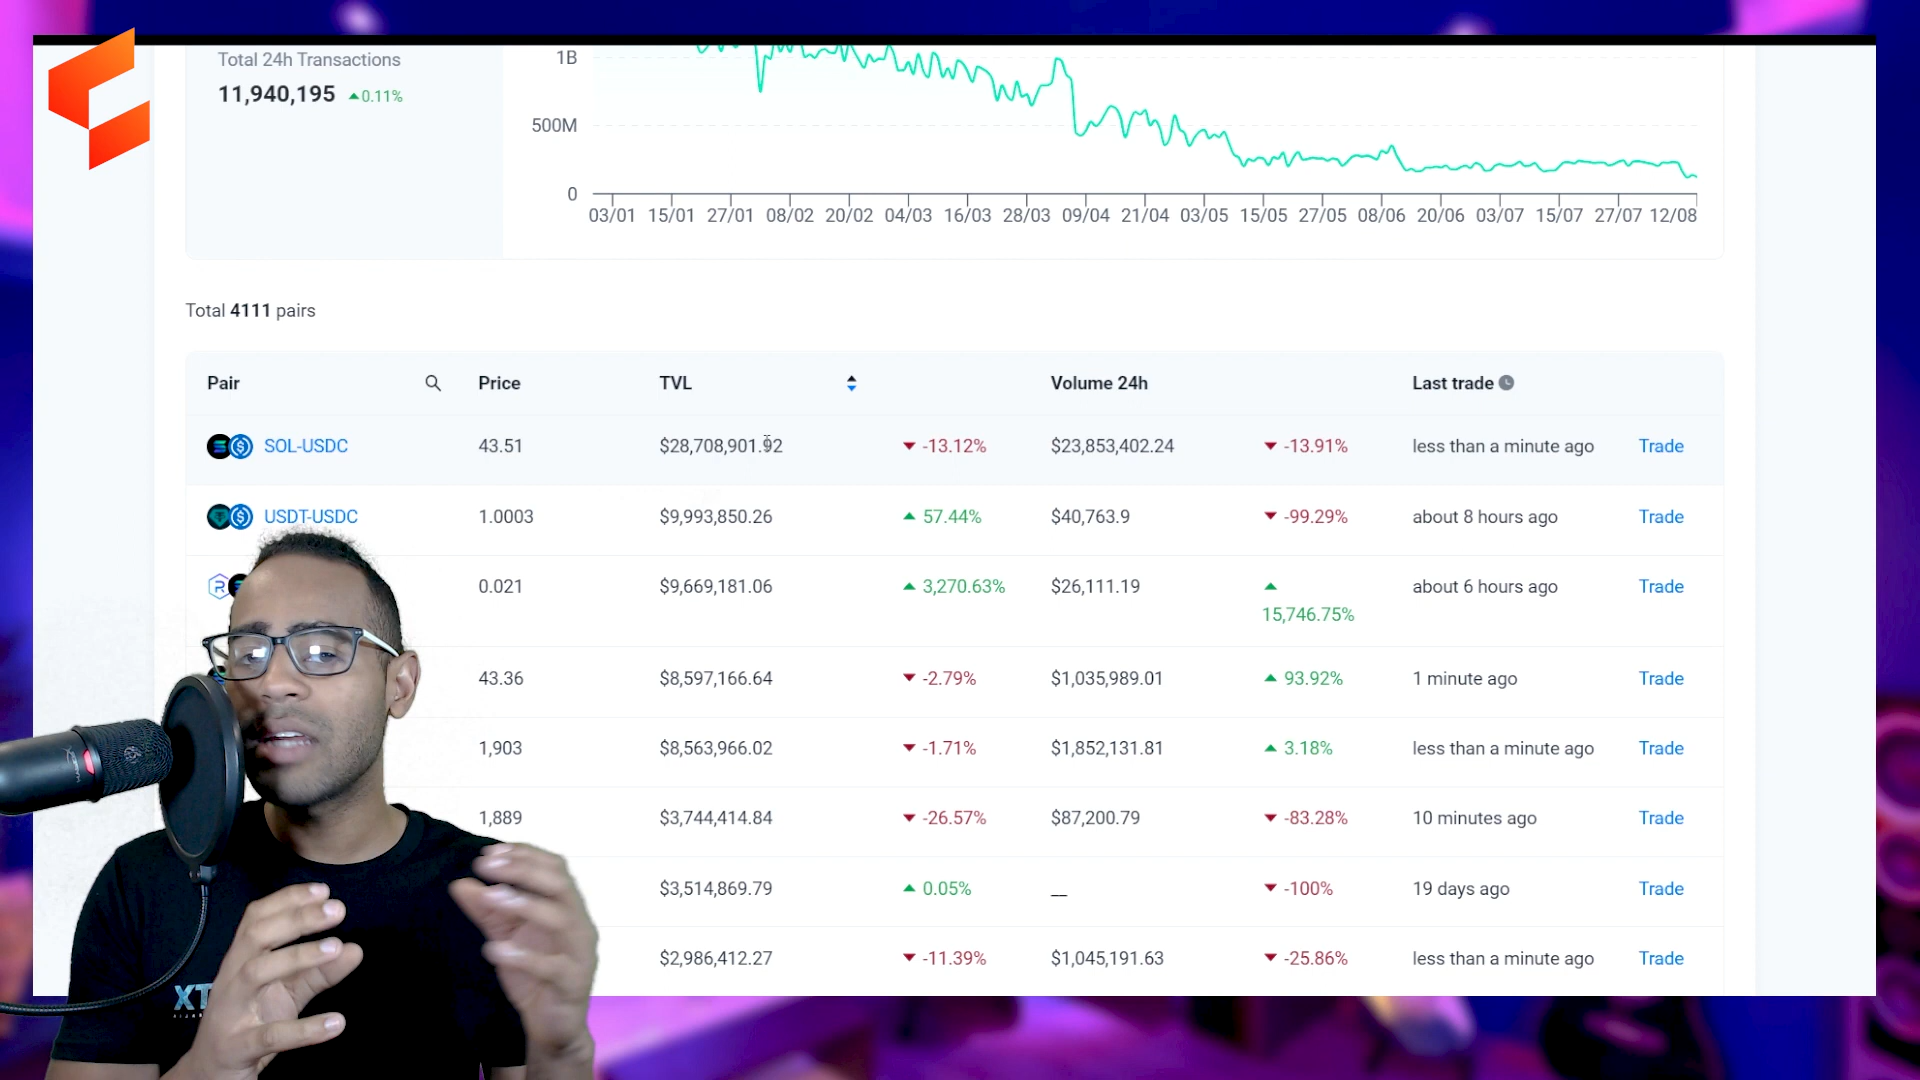 Total 24h Transactions
11,940,195 0.11%
1B
500M
0
03/01 15/01 27/01 08/02 20/02 04/03 16/03 28/03 09/04 21/04 03/05 15/05 27/05 08/06 20/06 03/07 15/07 27/07 12/08
Total 4111 pairs
Pair Price TVL Volume 24h Last trade
SOL-USDC 43.51 $28,708,901.92 -13.12% $23,853,402.24 -13.91% less than a minute ago Trade
USDT-USDC 1.0003 $9,993,850.26 57.44% $40,763.9 -99.29% about 8 hours ago Trade
0.021 $9,669,181.06 3,270.63% $26,111.19 15,746.75% about 6 hours ago Trade
43.36 $8,597,166.64 -2.79% $1,035,989.01 93.92% 1 minute ago Trade
1,903 $8,563,966.02 -1.71% $1,852,131.81 3.18% less than a minute ago Trade
1,889 $3,744,414.84 -26.57% $87,200.79 -83.28% 10 minutes ago Trade
$3,514,869.79 0.05% __ -100% 19 days ago Trade
$2,986,412.27 -11.39% $1,045,191.63 -25.86% less than a minute ago Trade
XT